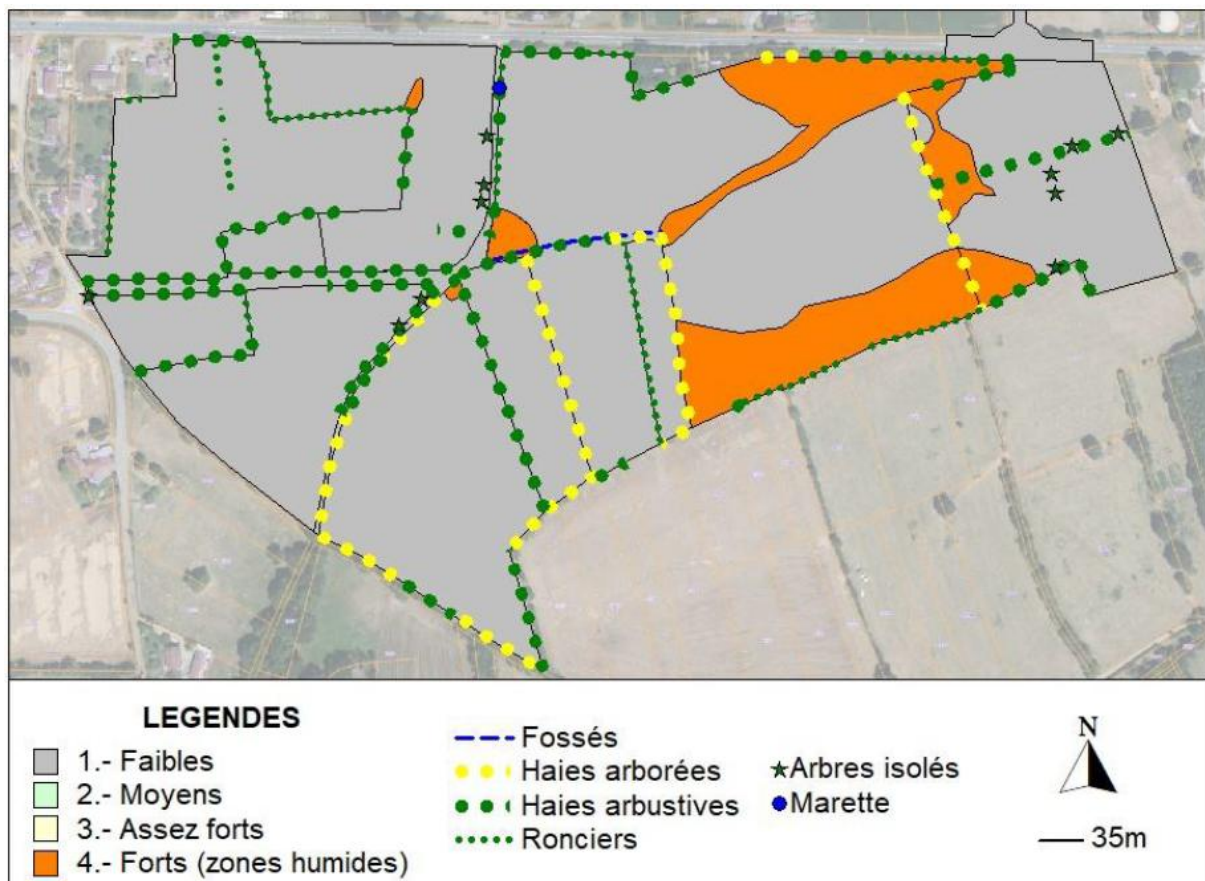 LEGENDES
1.- Faibles
2.- Moyens
3.- Assez forts
4.- Forts (zones humides)
Fossés
Haies arborées
Haies arbustives
Ronciers
Arbres isolés
Marette
N
35m